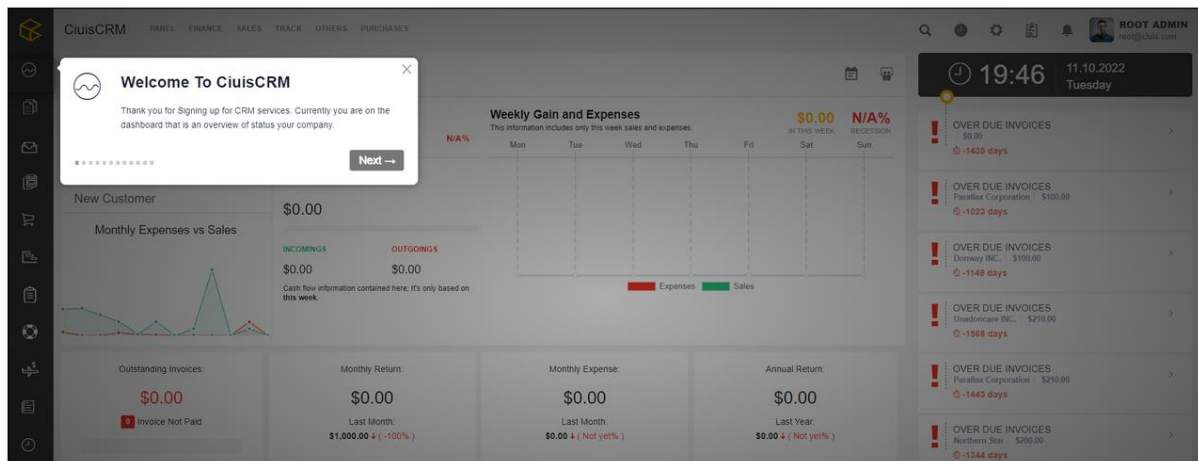 CiuisCRM PANEL FINANCE SALES TRACK OTHERS PURCHASES
ROOT ADMIN
root@ciuis.com
Welcome To CiuisCRM
Thank you for Signing up for CRM services. Currently you are on the
dashboard that is an overview of status your company.
Next →
N/A%
New Customer
Monthly Expenses vs Sales
$0.00
INCOMINGS OUTGOINGS
$0.00 $0.00
Cash flow information contained here; It's only based on
this week.
Weekly Gain and Expenses
This information includes only this week sales and expenses.
$0.00
IN THIS WEEK
N/A%
RECESSION
Mon Tue Wed Thu Fri Sat Sun
Expenses Sales
Outstanding Invoices:
$0.00
0 Invoice Not Paid
Monthly Return:
$0.00
Last Month:
$1,000.00 ↓ ( -100% )
Monthly Expense:
$0.00
Last Month:
$0.00 ↓ ( Not yet% )
Annual Return:
$0.00
Last Year:
$0.00 ↓ ( Not yet% )
19:46
11.10.2022
Tuesday
OVER DUE INVOICES
$0.00
-1430 days
OVER DUE INVOICES
Parallax Corporation $100.00
-1023 days
OVER DUE INVOICES
INC. $100.00
-1149 days
OVER DUE INVOICES
INC. $210.00
-1568 days
OVER DUE INVOICES
Parallax Corporation $210.00
-1443 days
OVER DUE INVOICES
Northern Star $200.00
-1344 days